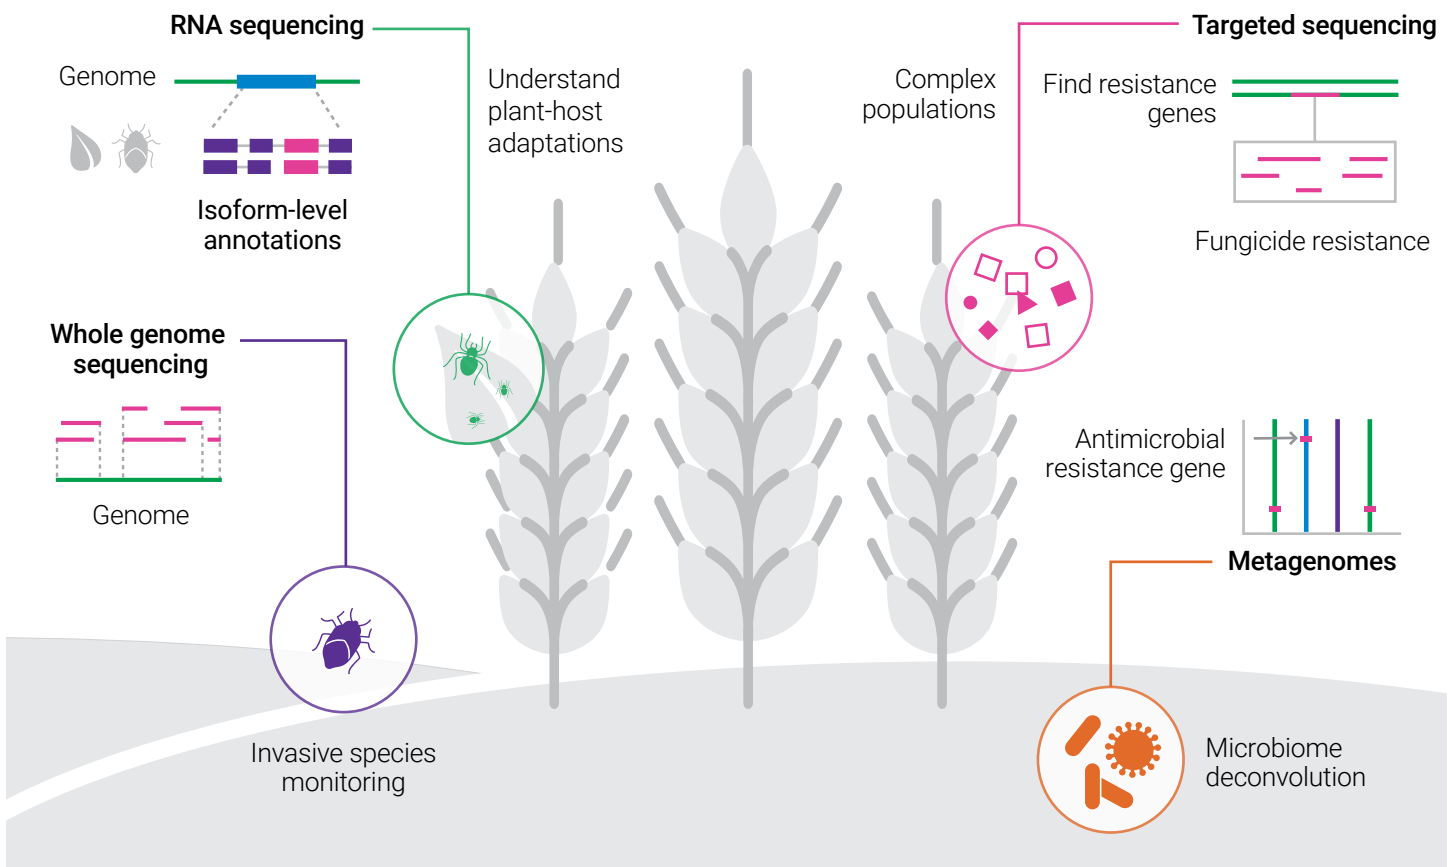 RNA sequencing
Genome
Isoform-level
annotations
Understand
plant-host
adaptations
Whole genome
sequencing
Genome
Invasive species
monitoring
Targeted sequencing
Complex
populations
Find resistance
genes
Fungicide resistance
Antimicrobial
resistance gene
Metagenomes
Microbiome
deconvolution